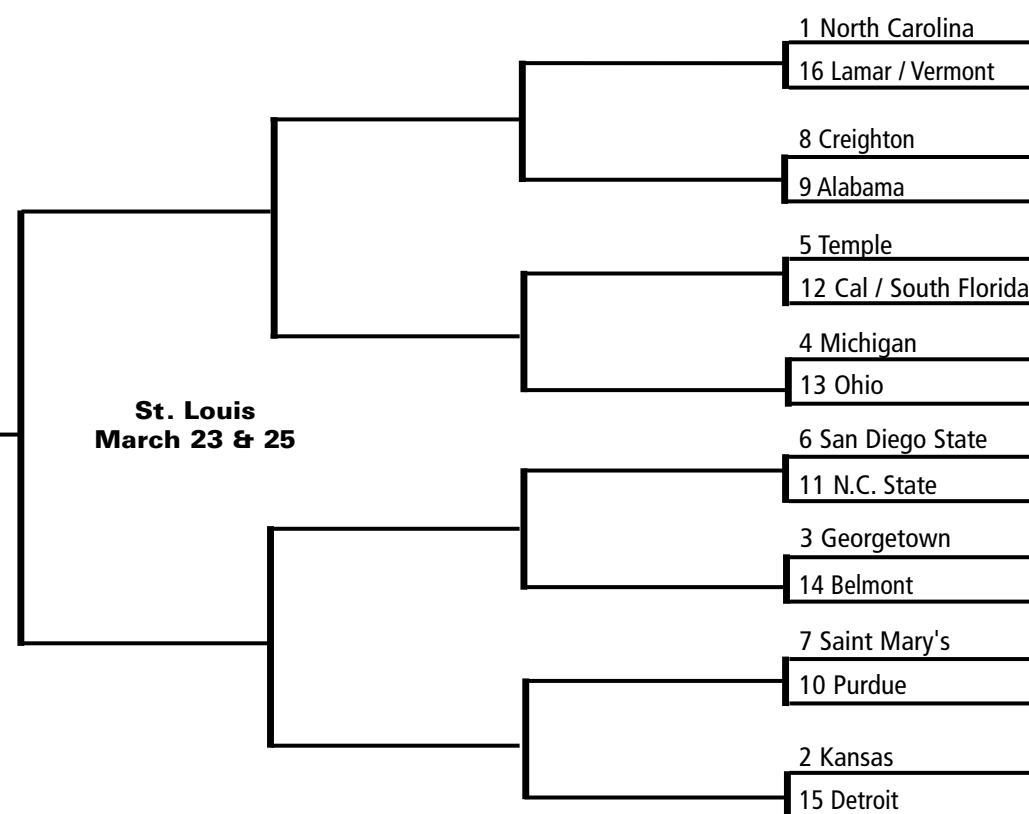 1 North Carolina
16 Lamar / Vermont
8 Creighton
9 Alabama
5 Temple
12 Cal / South Florida
4 Michigan
13 Ohio
St. Louis
March 23 & 25
6 San Diego State
11 N.C. State
3 Georgetown
14 Belmont
7 Saint Mary's
10 Purdue
2 Kansas
15 Detroit